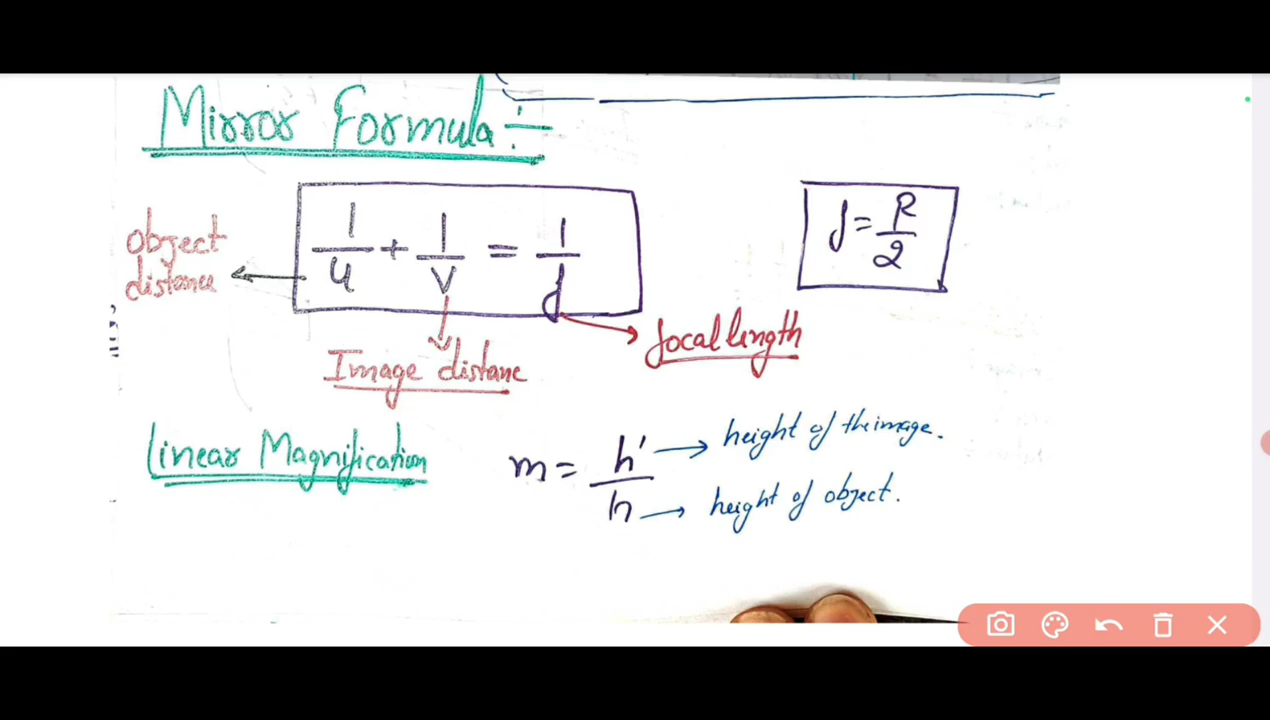 Mirror Formula:-
object
distance
1/u + 1/v = 1/f
f = R/2
Image distane
focal length
Linear Magnification
m = h'/h
height of the image.
height of object.